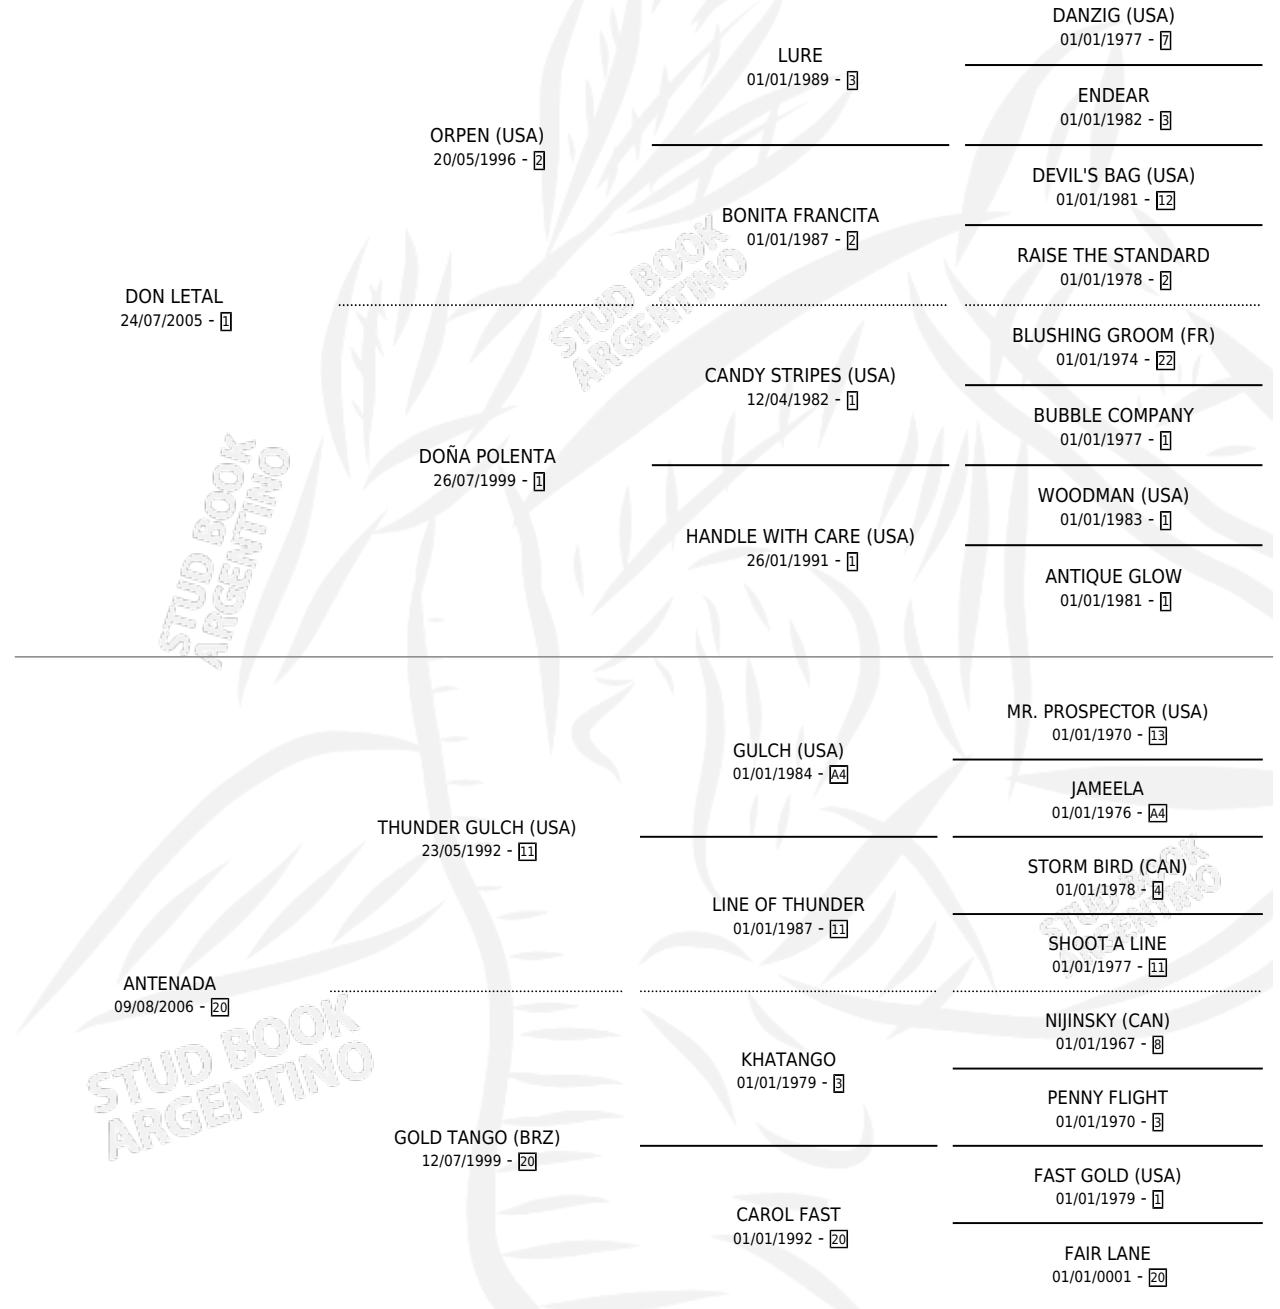 DANZIG (USA)
01/01/1977 - 7
LURE
01/01/1989 - 3
ENDEAR
01/01/1982 - 3
ORPEN (USA)
20/05/1996 - 2
DEVIL'S BAG (USA)
01/01/1981 - 12
BONITA FRANCITA
01/01/1987 - 2
RAISE THE STANDARD
01/01/1978 - 2
DON LETAL
24/07/2005 - 1
STUD BOOK
ARGENTINO
BLUSHING GROOM (FR)
01/01/1974 - 22
CANDY STRIPES (USA)
12/04/1982 - 1
BUBBLE COMPANY
01/01/1977 - 1
DOÑA POLENTA
26/07/1999 - 1
WOODMAN (USA)
01/01/1983 - 1
HANDLE WITH CARE (USA)
26/01/1991 - 1
ANTIQUE GLOW
01/01/1981 - 1
STUD BOOK
ARGENTINO
MR. PROSPECTOR (USA)
01/01/1970 - 13
GULCH (USA)
01/01/1984 - A4
JAMEELA
01/01/1976 - A4
THUNDER GULCH (USA)
23/05/1992 - 11
STORM BIRD (CAN)
01/01/1978 - 4
LINE OF THUNDER
01/01/1987 - 11
SHOOT A LINE
01/01/1977 - 11
STUD BOOK
ARGENTINO
ANTENADA
09/08/2006 - 20
NIJINSKY (CAN)
01/01/1967 - 8
KHATANGO
01/01/1979 - 3
PENNY FLIGHT
01/01/1970 - 3
STUD BOOK
ARGENTINO
GOLD TANGO (BRZ)
12/07/1999 - 20
FAST GOLD (USA)
01/01/1979 - 1
CAROL FAST
01/01/1992 - 20
FAIR LANE
01/01/0001 - 20